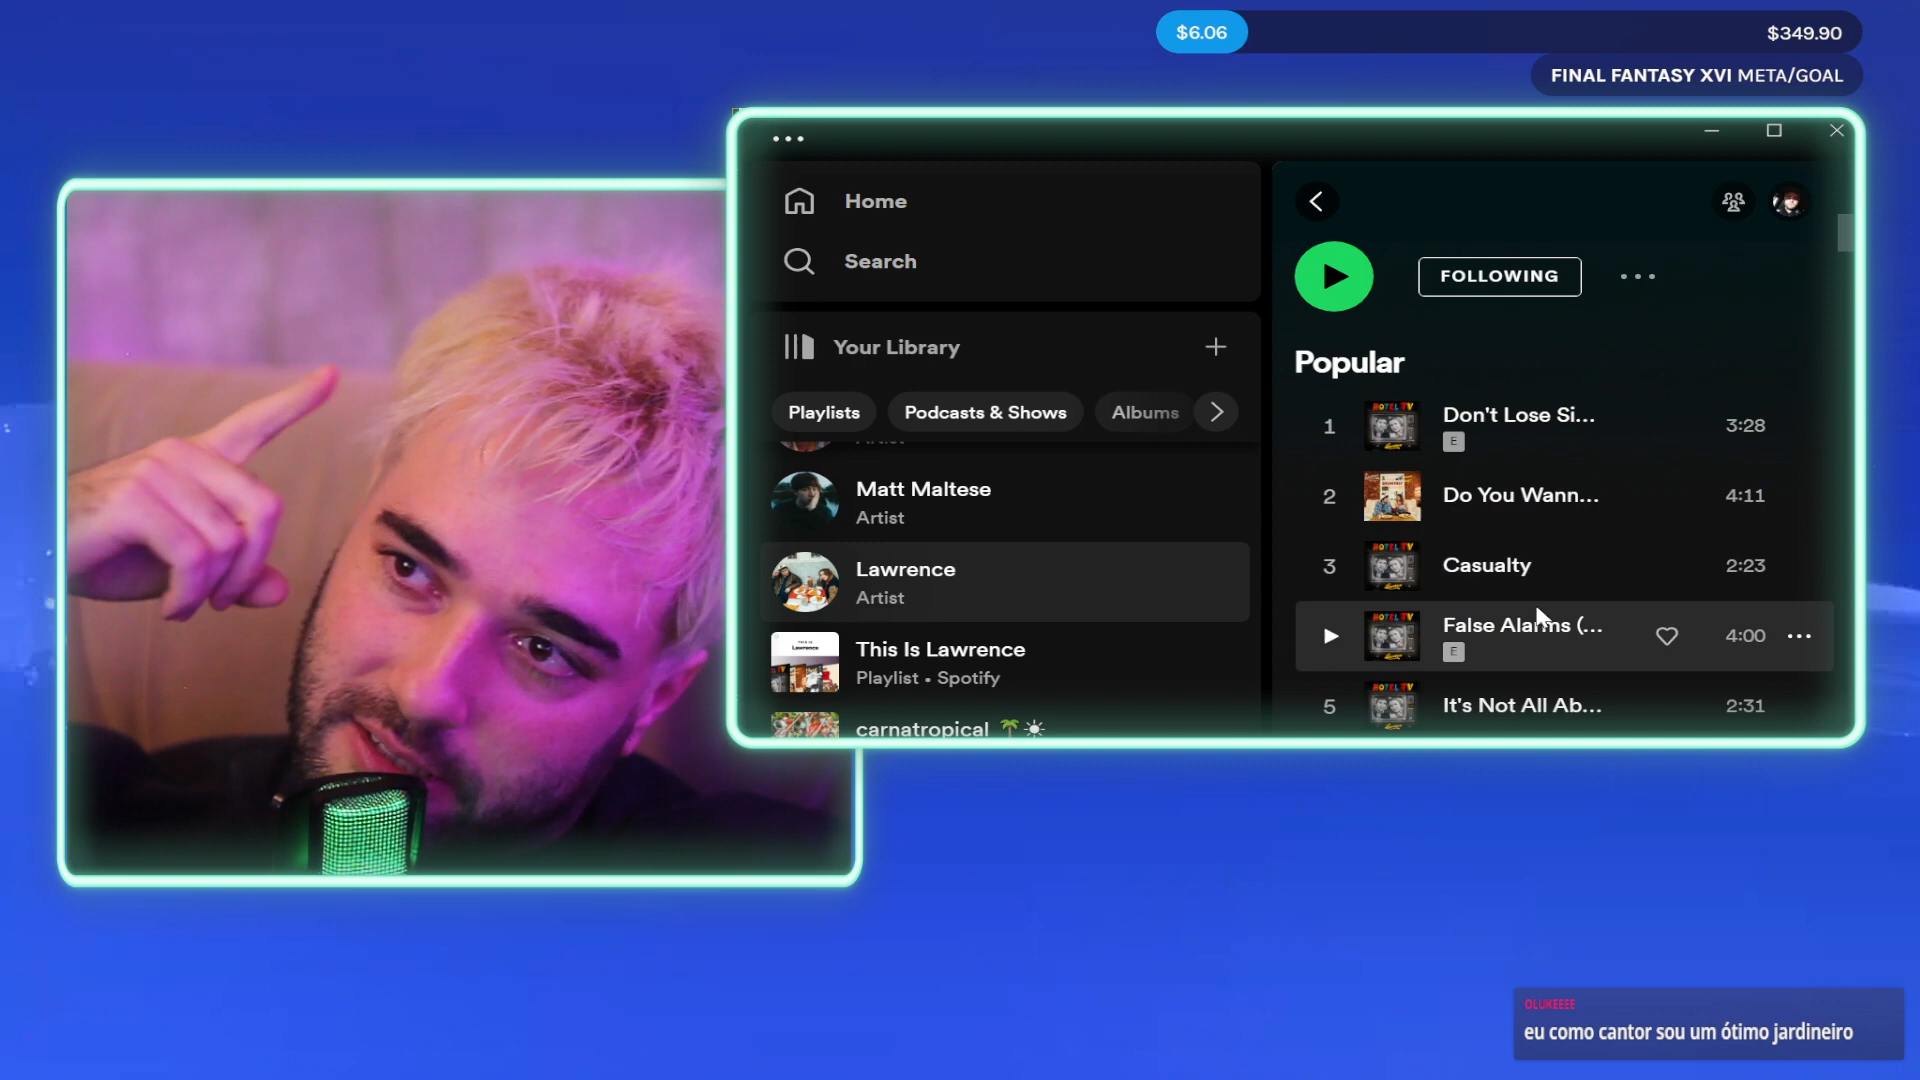 $6.06
$349.90
FINAL FANTASY XVI META/GOAL
Home
Search
FOLLOWING
Your Library
Popular
Playlists
Podcasts & Shows
Albums
Matt Maltese
Artist
Lawrence
Artist
This Is Lawrence
Playlist • Spotify
carnatropical 🌴☀
1
Don't Lose Si...
E
3:28
2
Do You Wann...
4:11
3
Casualty
2:23
False Alarms (...
E
4:00
5
It's Not All Ab...
2:31
OLUKEEEE
eu como cantor sou um ótimo jardineiro